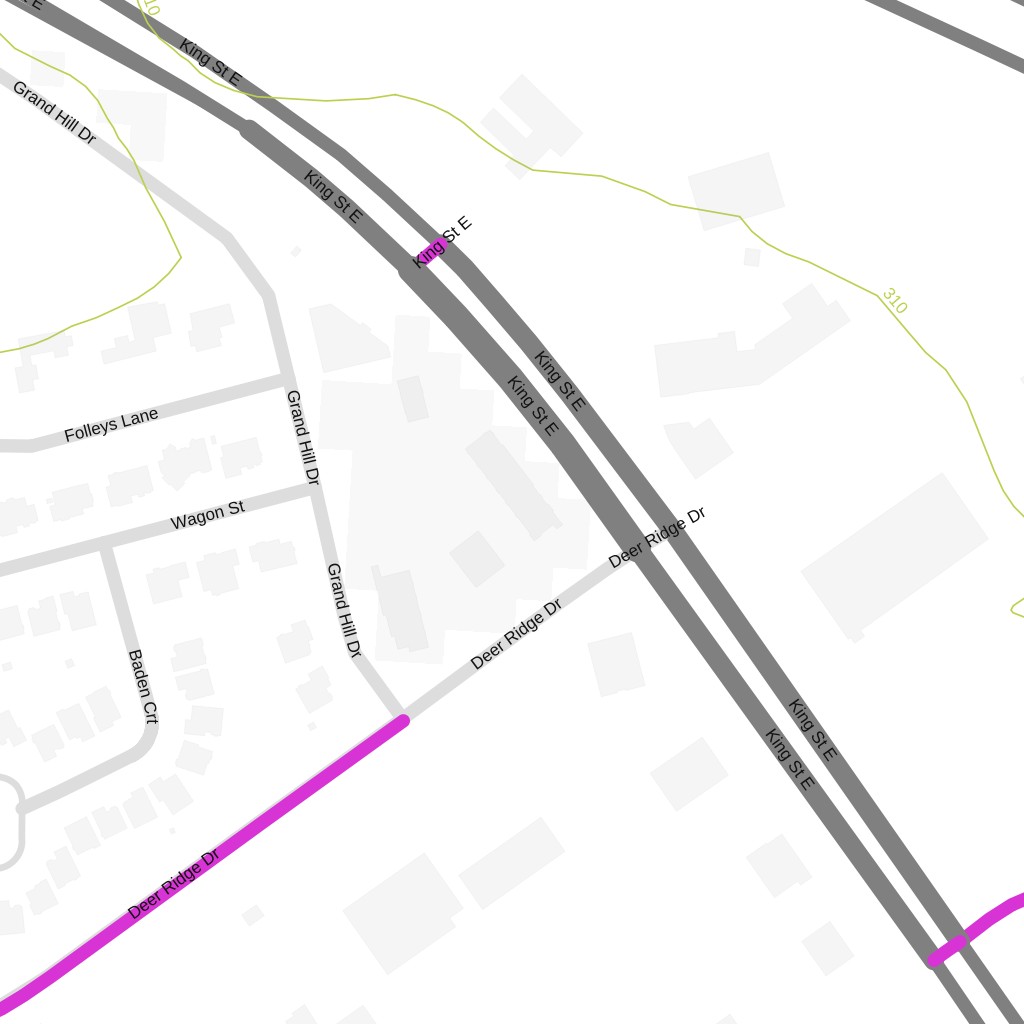 St E
10
King St E
Grand Hill Dr
King St E
King St E
310
King St E
King St E
Grand Hill Dr
Folleys Lane
Wagon St
Deer Ridge Dr
Grand Hill Dr
Deer Ridge Dr
Baden Crt
King St E
King St E
Deer Ridge Dr